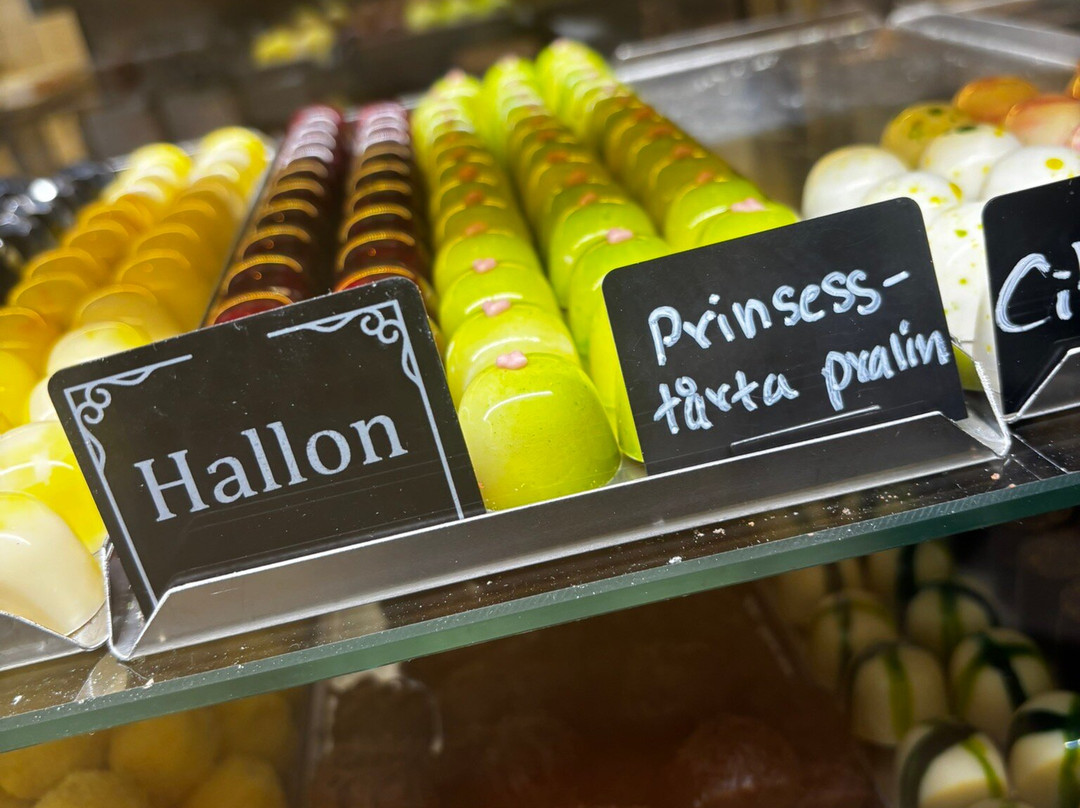 Hallon
Prinsess-
tårta pralin